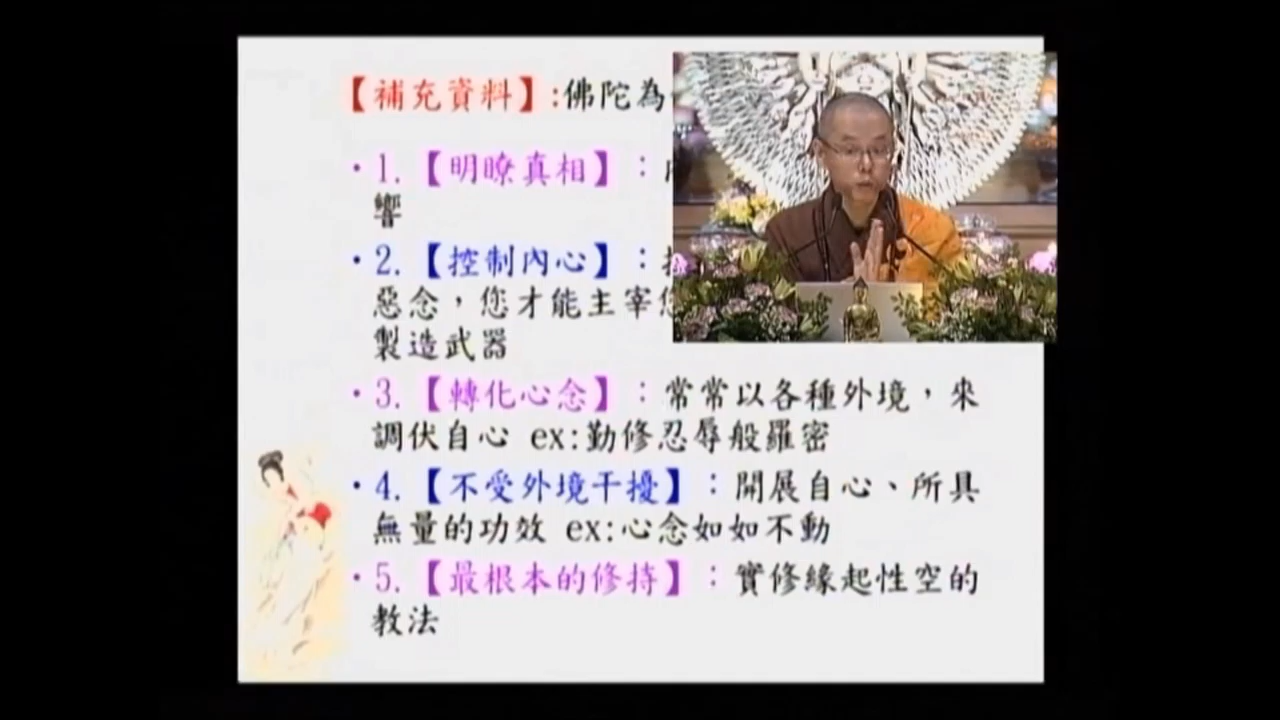 【補充資料】:佛陀為
·1.【明瞭真相】：
響
·2.【控制內心】：
惡念，您才能主宰
製造武器
·3.【轉化心念】：常常以各種外境，來
調伏自心 ex:勤修忍辱般羅密
·4.【不受外境干擾】：開展自心、所具
無量的功效 ex:心念如如不動
·5.【最根本的修持】：實修緣起性空的
教法